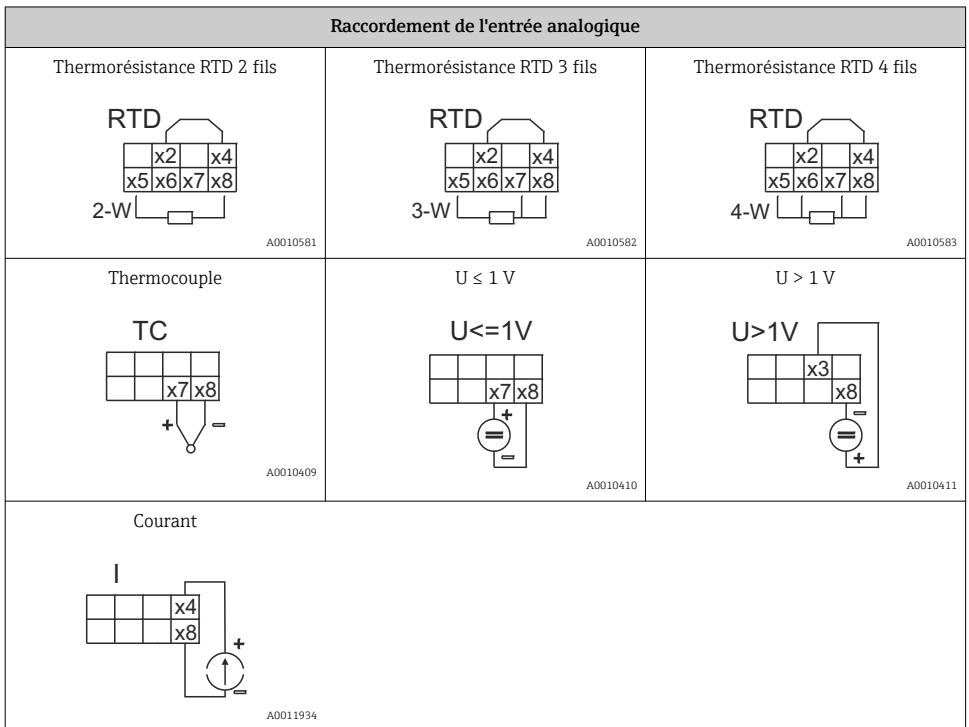 Raccordement de l'entrée analogique
Thermorésistance RTD 2 fils
RTD
x2 x4
x5 x6 x7 x8
2-W
A0010581
Thermorésistance RTD 3 fils
RTD
x2 x4
x5 x6 x7 x8
3-W
A0010582
Thermorésistance RTD 4 fils
RTD
x2 x4
x5 x6 x7 x8
4-W
A0010583
Thermocouple
TC
x7 x8
+ −
A0010409
U ≤ 1 V
U<=1V
x7 x8
+
=
−
A0010410
U > 1 V
U>1V
x3
x8
−
=
+
A0010411
Courant
I
x4
x8
+
−
A0011934